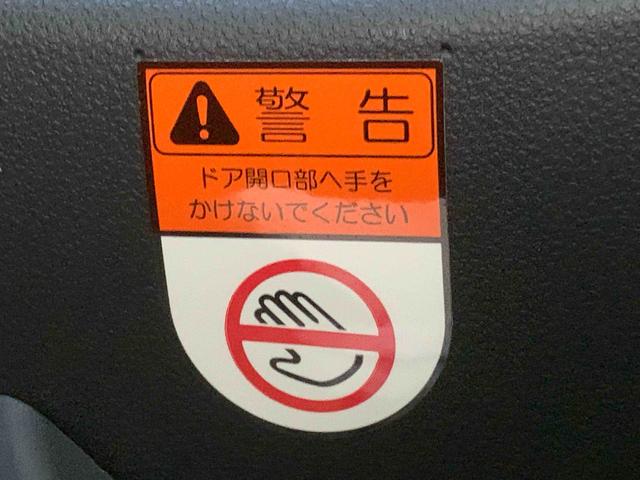 警告
ドア開口部へ手を
かけないでください